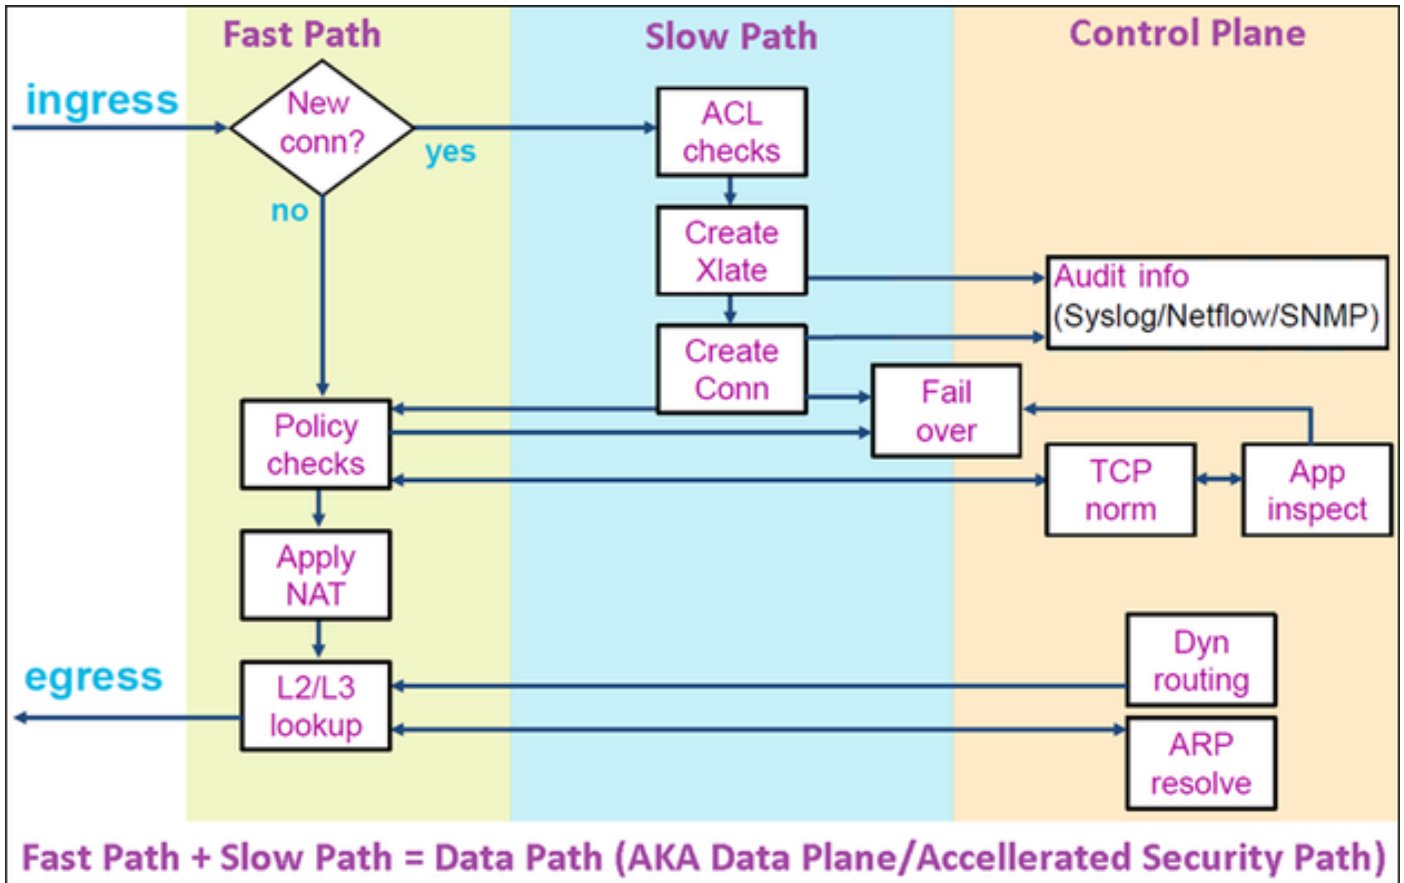 Fast Path
Slow Path
Control Plane
ingress
New
conn?
yes
no
ACL
checks
Create
Xlate
Audit info
(Syslog/Netflow/SNMP)
Create
Conn
Fail
over
Policy
checks
TCP
norm
App
inspect
Apply
NAT
Dyn
routing
egress
L2/L3
lookup
ARP
resolve
Fast Path + Slow Path = Data Path (AKA Data Plane/Accellerated Security Path)